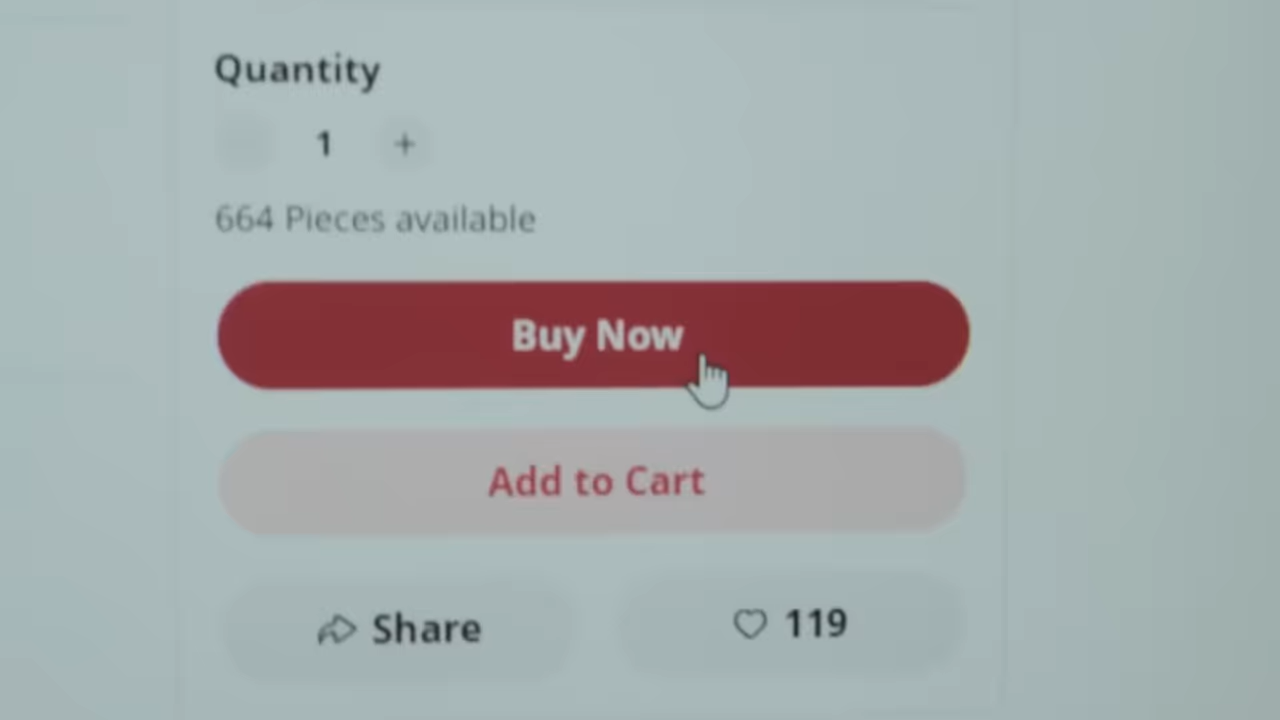 Quantity
1 +
664 Pieces available
Buy Now
Add to Cart
Share
119